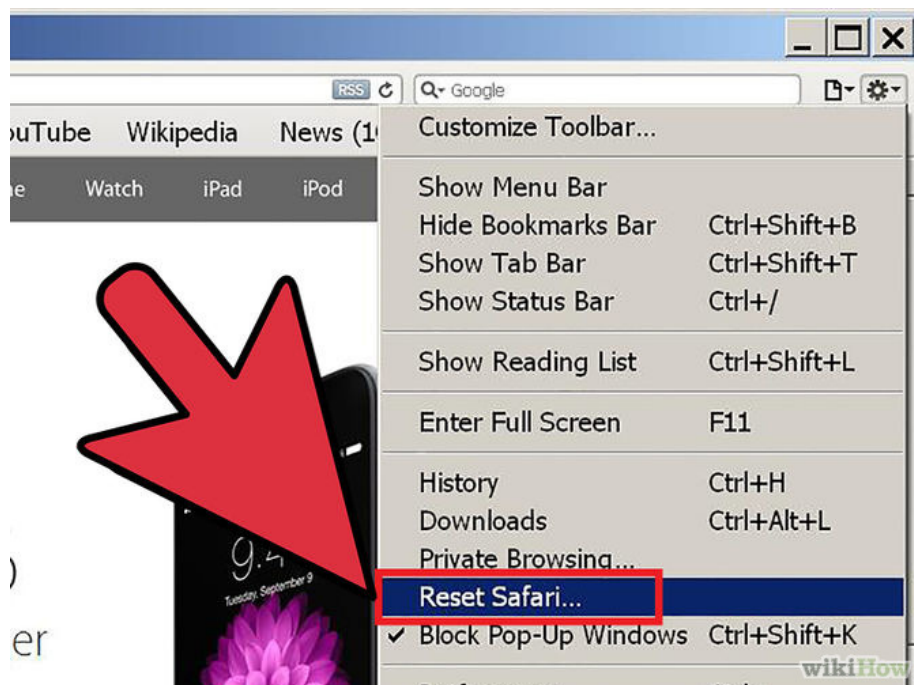 RSS Google
Wikipedia News
Watch iPad iPod
Customize Toolbar...
Show Menu Bar
Hide Bookmarks Bar Ctrl+Shift+B
Show Tab Bar Ctrl+Shift+T
Show Status Bar Ctrl+/
Show Reading List Ctrl+Shift+L
Enter Full Screen F11
History Ctrl+H
Downloads Ctrl+Alt+L
Private Browsing...
Reset Safari...
Block Pop-Up Windows Ctrl+Shift+K
Tuesday, September 9
er
wikiHow